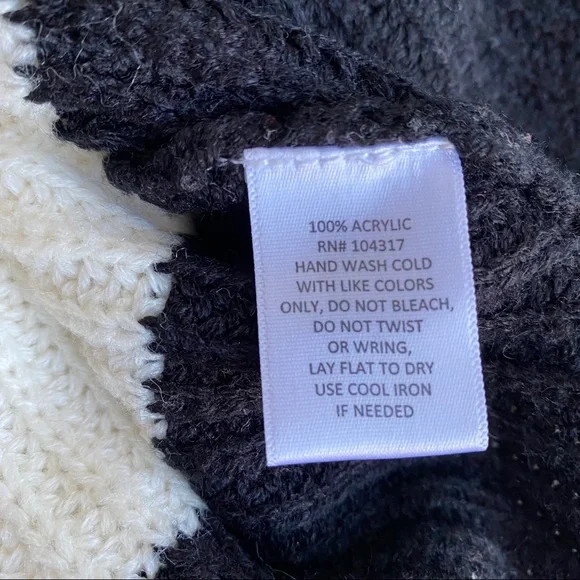 100% ACRYLIC
RN# 104317
HAND WASH COLD
WITH LIKE COLORS
ONLY, DO NOT BLEACH,
DO NOT TWIST
OR WRING,
LAY FLAT TO DRY
USE COOL IRON
IF NEEDED